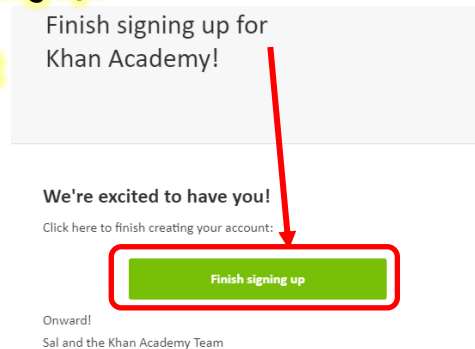 Finish signing up for
Khan Academy!
We're excited to have you!
Click here to finish creating your account:
Finish signing up
Onward!
Sal and the Khan Academy Team